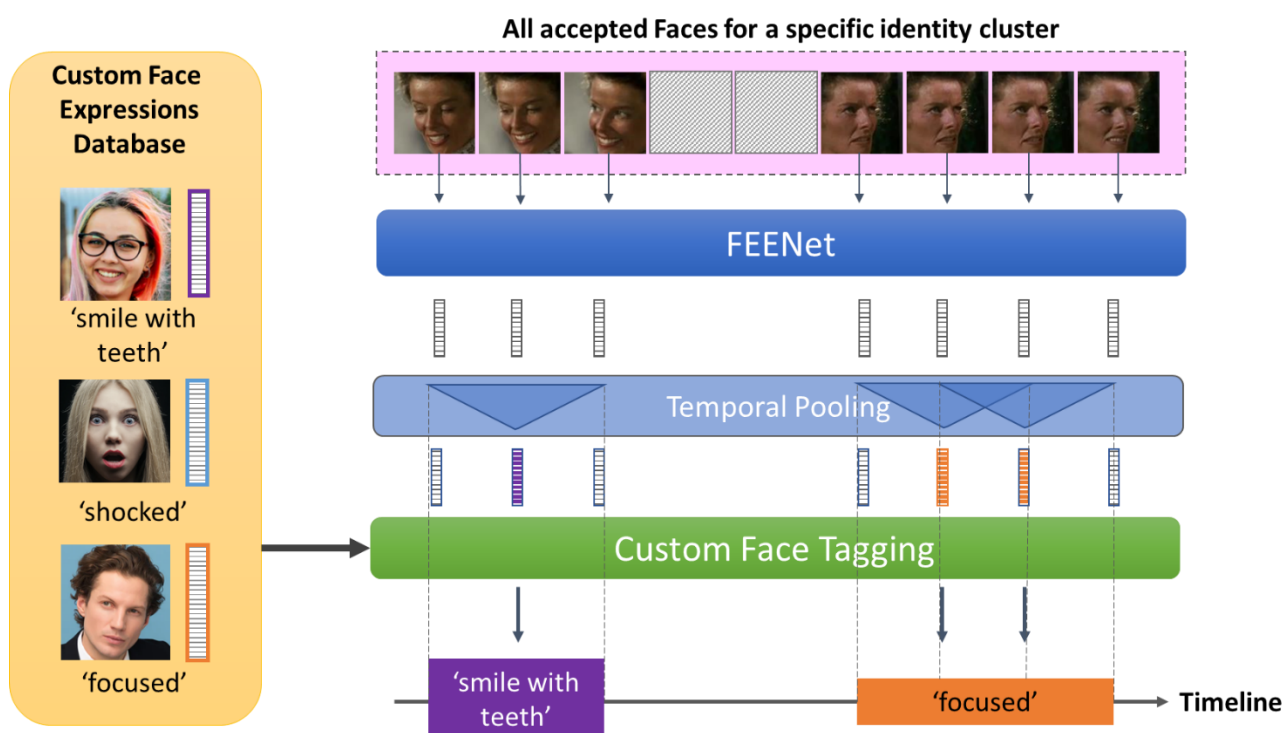 All accepted Faces for a specific identity cluster
Custom Face
Expressions
Database
‘smile with
teeth’
‘shocked’
‘focused’
FEENet
Temporal Pooling
Custom Face Tagging
‘smile with
teeth’
‘focused’
Timeline